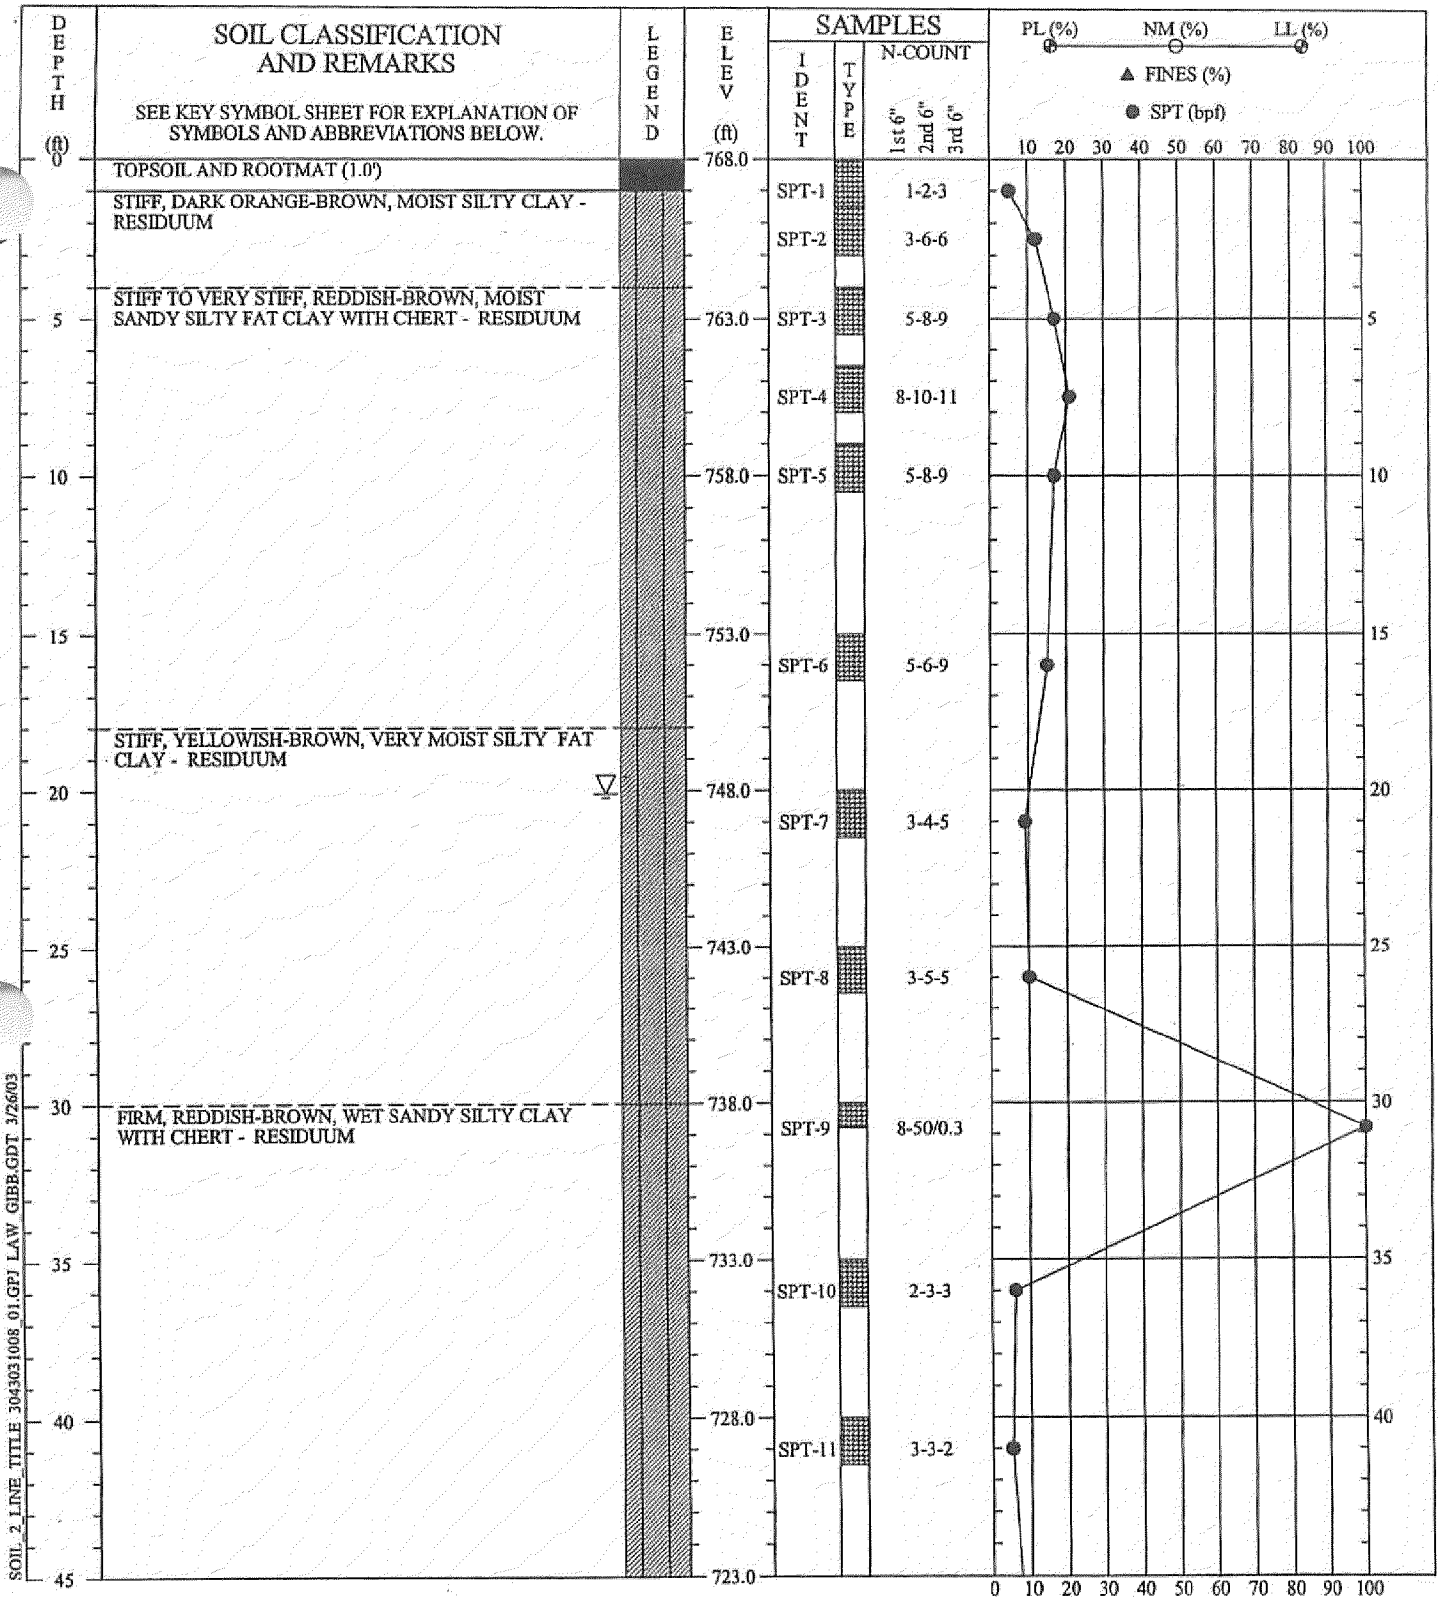 DEPTH
(ft)
SOIL CLASSIFICATION
AND REMARKS
SEE KEY SYMBOL SHEET FOR EXPLANATION OF
SYMBOLS AND ABBREVIATIONS BELOW.
LEGEND
ELEV
(ft)
SAMPLES
IDENT
TYPE
N-COUNT
1st 6"
2nd 6"
3rd 6"
PL (%) NM (%) LL (%)
▲ FINES (%)
● SPT (bpf)
10 20 30 40 50 60 70 80 90 100
0 768.0
TOPSOIL AND ROOTMAT (1.0')
SPT-1 1-2-3
STIFF, DARK ORANGE-BROWN, MOIST SILTY CLAY -
RESIDUUM
SPT-2 3-6-6
STIFF TO VERY STIFF, REDDISH-BROWN, MOIST
SANDY SILTY FAT CLAY WITH CHERT - RESIDUUM
5 763.0 SPT-3 5-8-9 5
SPT-4 8-10-11
10 758.0 SPT-5 5-8-9 10
15 753.0 15
SPT-6 5-6-9
STIFF, YELLOWISH-BROWN, VERY MOIST SILTY FAT
CLAY - RESIDUUM
20 748.0 20
SPT-7 3-4-5
25 743.0 25
SPT-8 3-5-5
30 738.0 30
FIRM, REDDISH-BROWN, WET SANDY SILTY CLAY
WITH CHERT - RESIDUUM
SPT-9 8-50/0.3
35 733.0 35
SPT-10 2-3-3
40 728.0 40
SPT-11 3-3-2
45 723.0
0 10 20 30 40 50 60 70 80 90 100
SOIL_2_LINE_TITLE 3043031008_01.GPJ LAW_GIBB.GDT 3/26/03